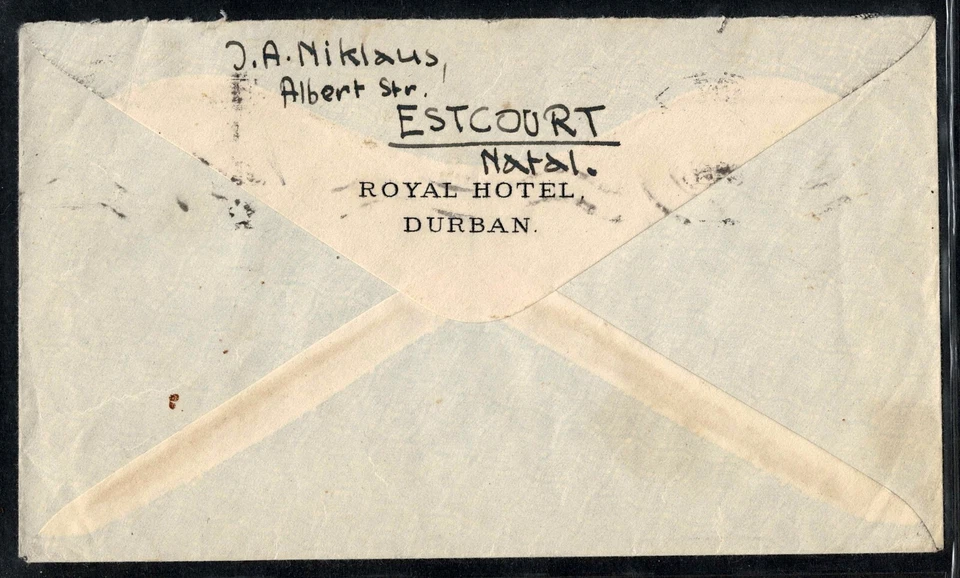 J.A. Niklaus,
Albert Str.
ESTCOURT
Natal.
ROYAL HOTEL,
DURBAN.